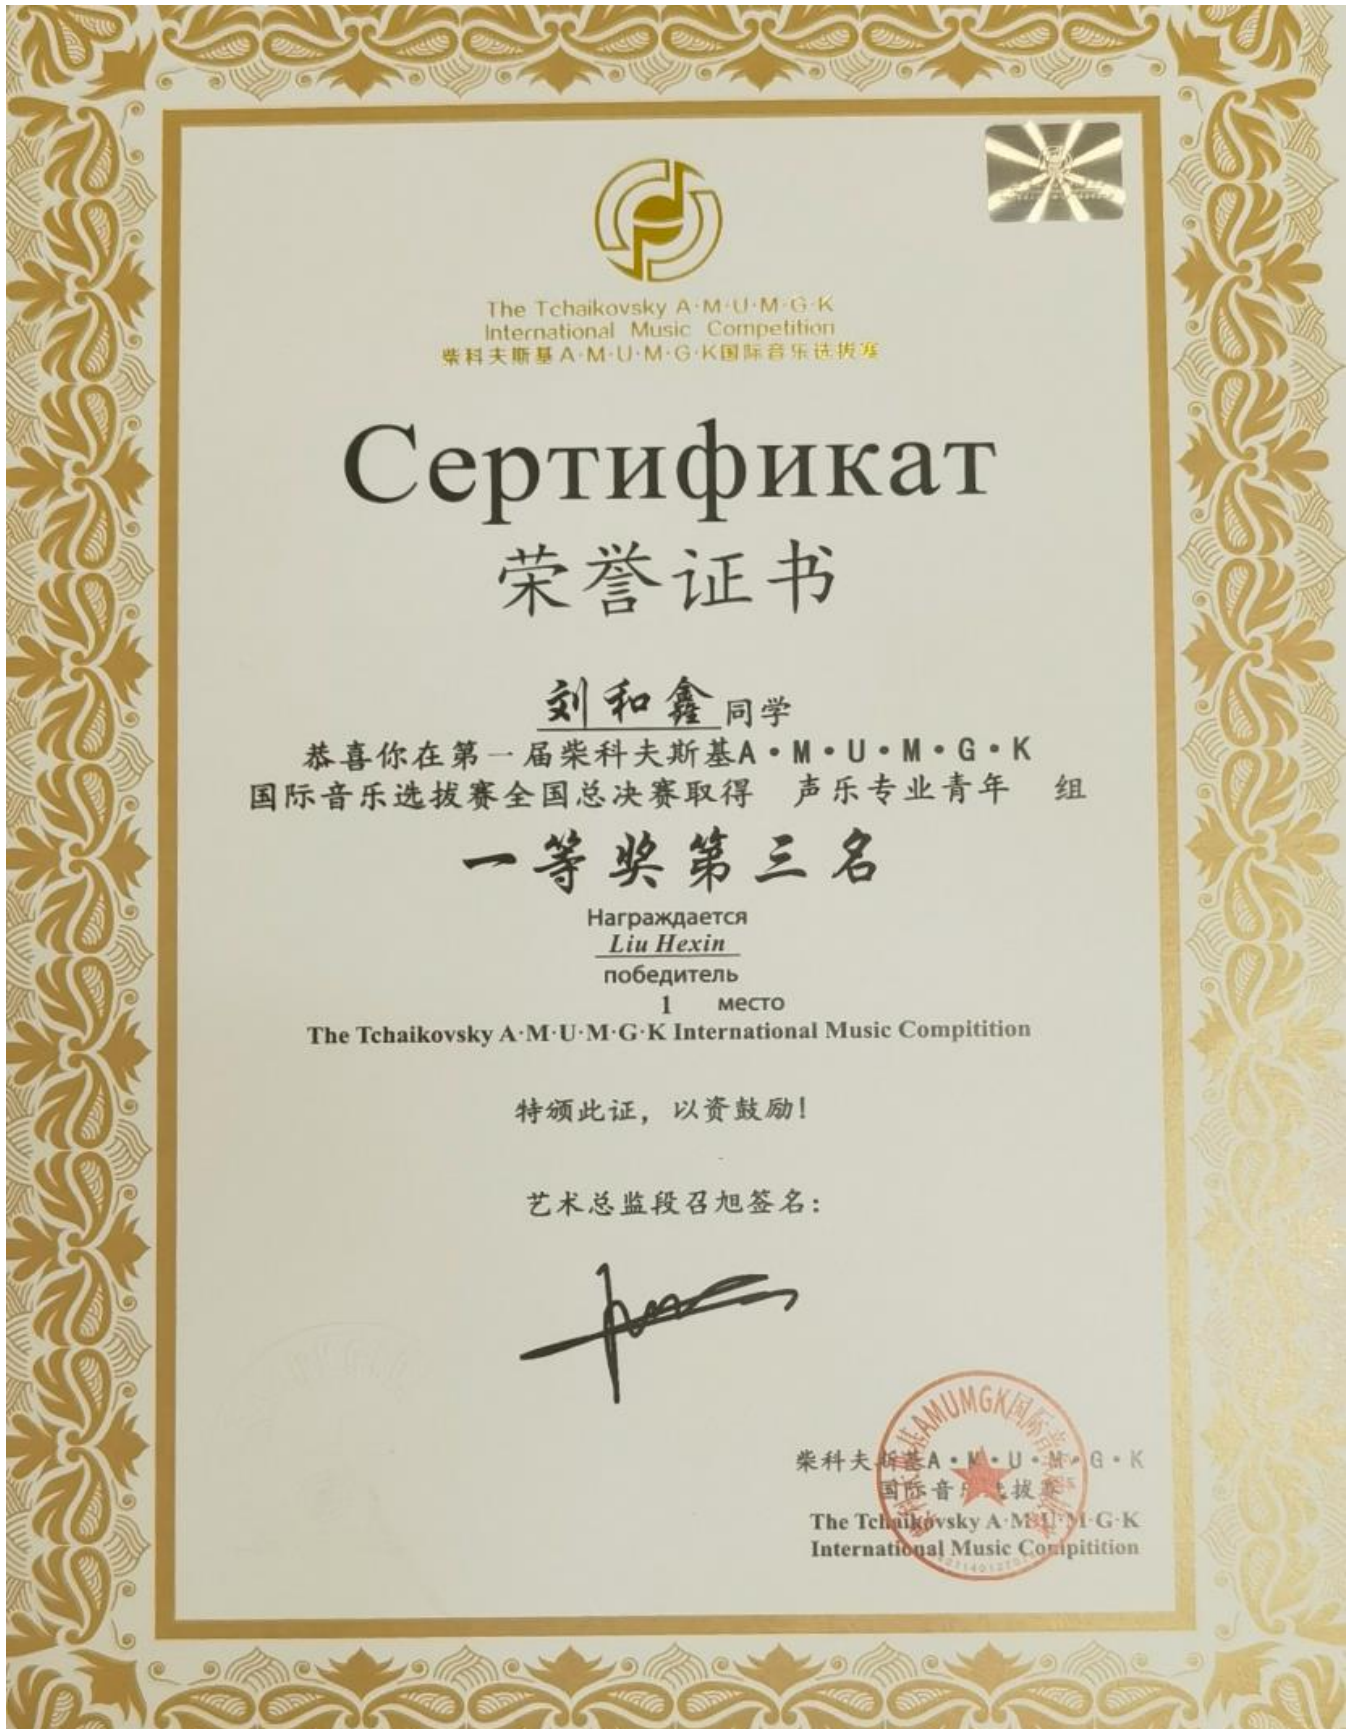 The Tchaikovsky A·M·U·M·G·K
International Music Competition
柴科夫斯基A·M·U·M·G·K国际音乐选拔赛
Сертификат
荣誉证书
刘和鑫同学
恭喜你在第一届柴科夫斯基A·M·U·M·G·K
国际音乐选拔赛全国总决赛取得 声乐专业青年 组
一等奖第三名
Награждается
Liu Hexin
победитель
1 место
The Tchaikovsky A·M·U·M·G·K International Music Compitition
特颁此证，以资鼓励！
艺术总监段召旭签名：
柴科夫斯基A·M·U·M·G·K
国际音乐选拔赛
The Tchaikovsky A·M·U·M·G·K
International Music Compitition